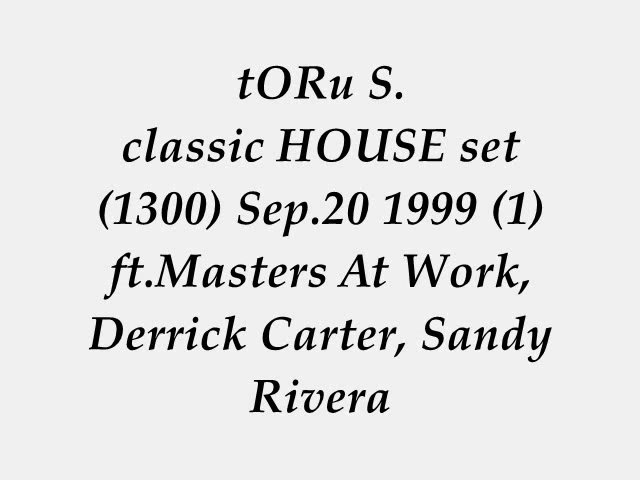 tORu S.
classic HOUSE set
(1300) Sep.20 1999 (1)
ft.Masters At Work,
Derrick Carter, Sandy
Rivera